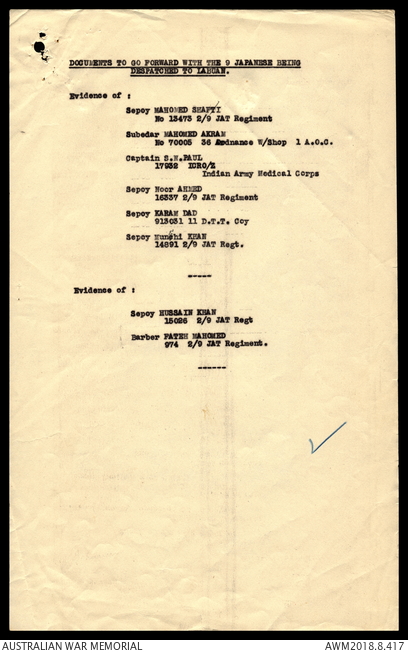 DOCUMENTS TO GO FORWARD WITH THE 9 JAPANESE BEING
DESPATCHED TO LABUAN.
Evidence of :
Sepoy MAHOMED SHAFTI
No 13473 2/9 JAT Regiment
Subedar MAHOMED AKRAM
No 70005 36 Ordnance W/Shop 1 A.O.C.
Captain S.N.PAUL
17932 IGRO/Z
Indian Army Medical Corps
Sepoy Noor AHMED
16337 2/9 JAT Regiment
Sepoy KARAM DAD
913031 11 D.T.T. Coy
Sepoy Munshi KHAN
14891 2/9 JAT Regt.
-----
Evidence of :
Sepoy HUSSAIN KHAN
15026 2/9 JAT Regt
Barber FATEH MAHOMED
974 2/9 JAT Regiment.
------
AUSTRALIAN WAR MEMORIAL
AWM2018.8.417